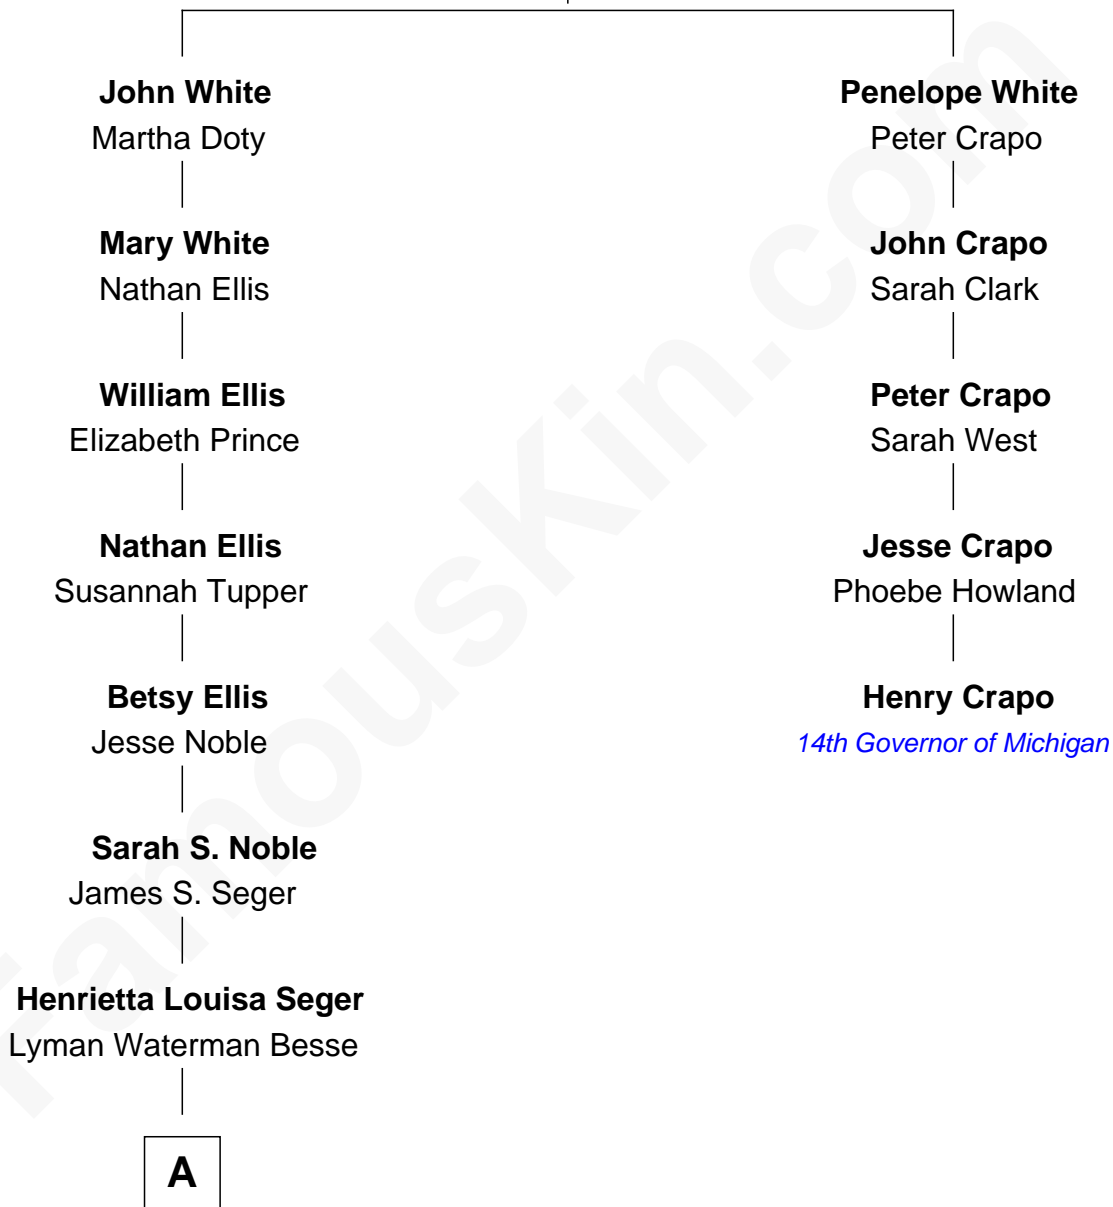 John White
Martha Doty
Mary White
Nathan Ellis
William Ellis
Elizabeth Prince
Nathan Ellis
Susannah Tupper
Betsy Ellis
Jesse Noble
Sarah S. Noble
James S. Seger
Henrietta Louisa Seger
Lyman Waterman Besse
A
Penelope White
Peter Crapo
John Crapo
Sarah Clark
Peter Crapo
Sarah West
Jesse Crapo
Phoebe Howland
Henry Crapo
14th Governor of Michigan
FamousKin.com